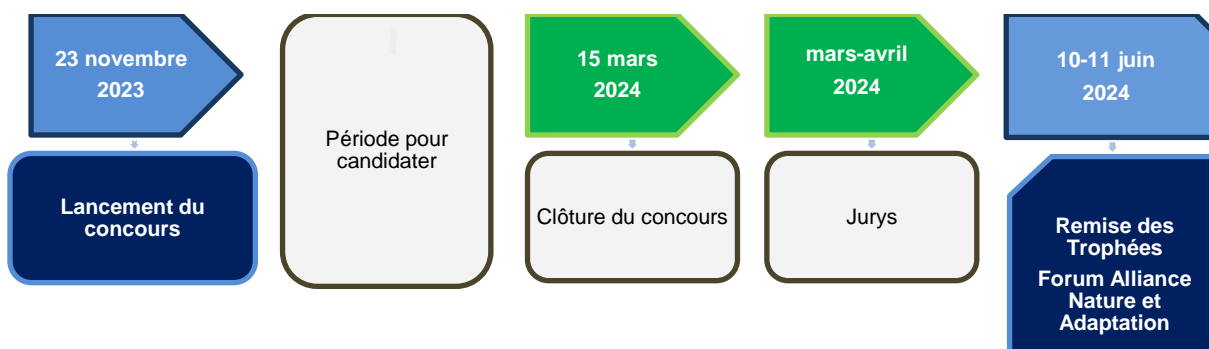 23 novembre
2023
Lancement du
concours
Période pour
candidater
15 mars
2024
Clôture du concours
mars-avril
2024
Jurys
10-11 juin
2024
Remise des
Trophées
Forum Alliance
Nature et
Adaptation